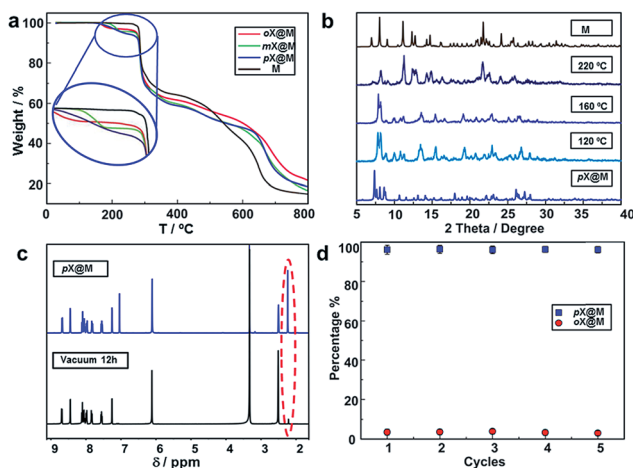 a
100
80
60
40
20
Weight / %
oX@M
mX@M
pX@M
M
0 200 400 600 800
T / ºC
b
M
220 ºC
160 ºC
120 ºC
pX@M
5 10 15 20 25 30 35 40
2 Theta / Degree
c
pX@M
Vacuum 12h
9 8 7 6 5 4 3 2
δ / ppm
d
100
80
60
40
20
0
Percentage %
pX@M
oX@M
1 2 3 4 5
Cycles